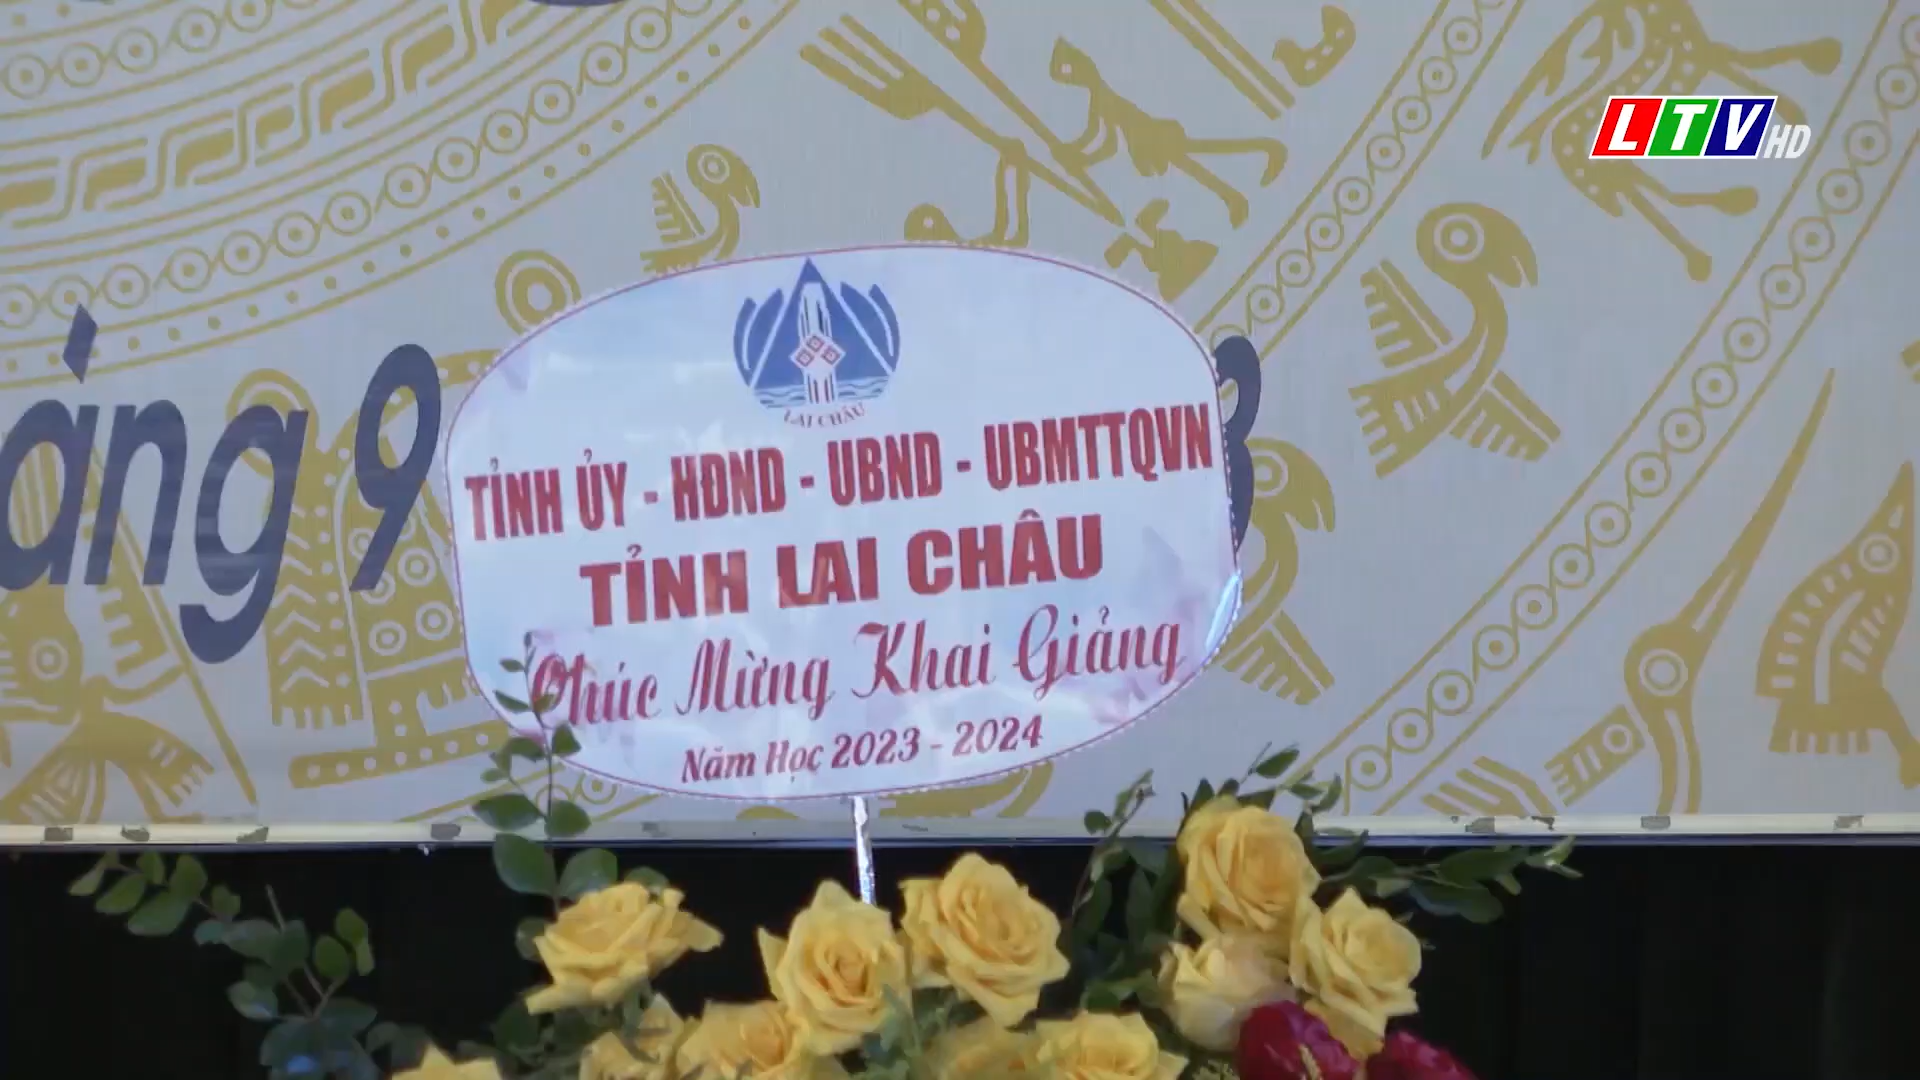 LTV HD
áng 9
3
LAI CHÂU
TỈNH ỦY - HĐND - UBND - UBMTTQVN
TỈNH LAI CHÂU
Chúc Mừng Khai Giảng
Năm Học 2023 - 2024